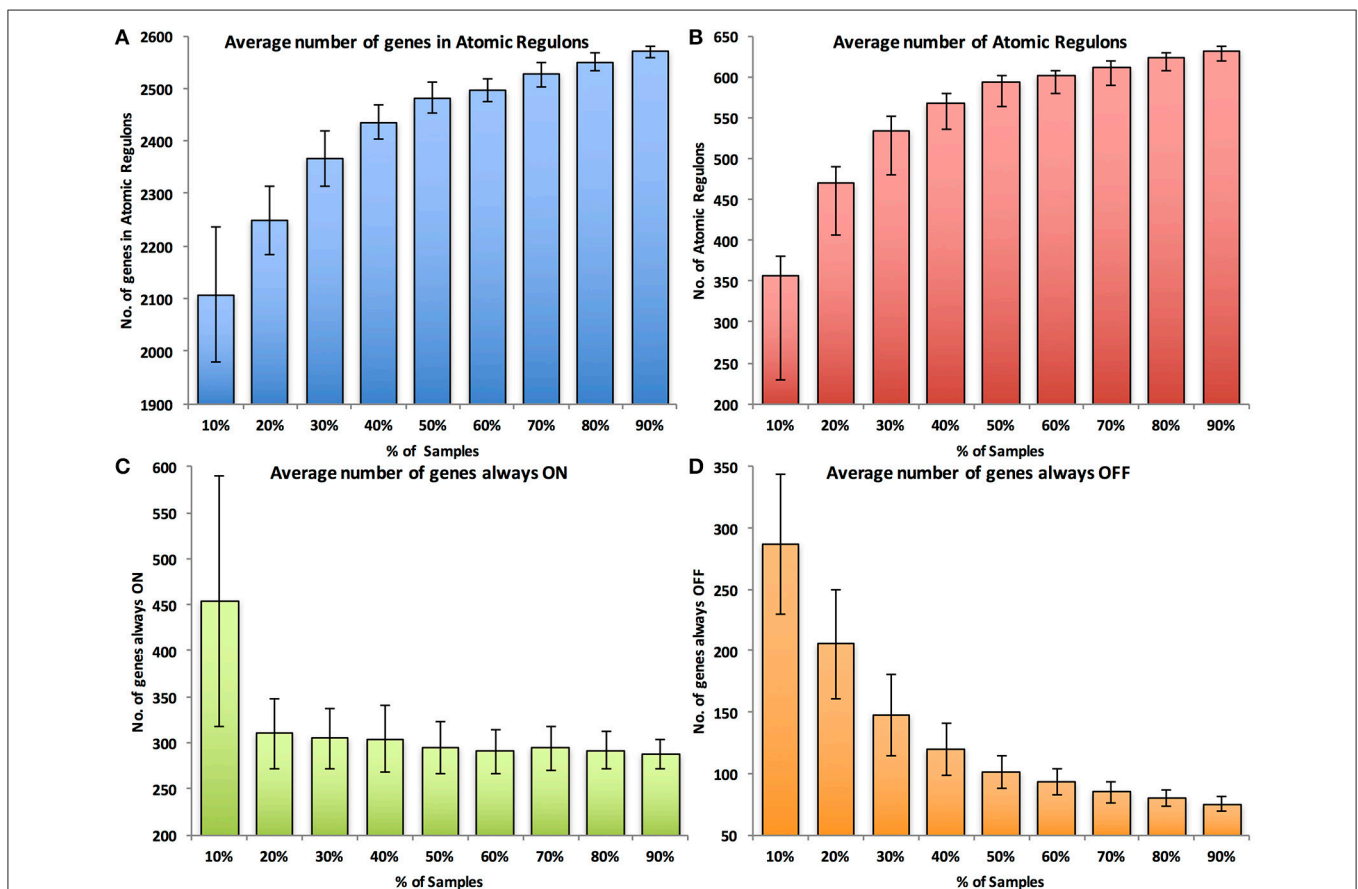 A
Average number of genes in Atomic Regulons
No. of genes in Atomic Regulons
2600
2500
2400
2300
2200
2100
2000
1900
10% 20% 30% 40% 50% 60% 70% 80% 90%
% of Samples
B
Average number of Atomic Regulons
No. of Atomic Regulons
650
600
550
500
450
400
350
300
250
200
10% 20% 30% 40% 50% 60% 70% 80% 90%
% of Samples
C
Average number of genes always ON
No. of genes always ON
600
550
500
450
400
350
300
250
200
10% 20% 30% 40% 50% 60% 70% 80% 90%
% of Samples
D
Average number of genes always OFF
No. of genes always OFF
350
300
250
200
150
100
50
10% 20% 30% 40% 50% 60% 70% 80% 90%
% of Samples